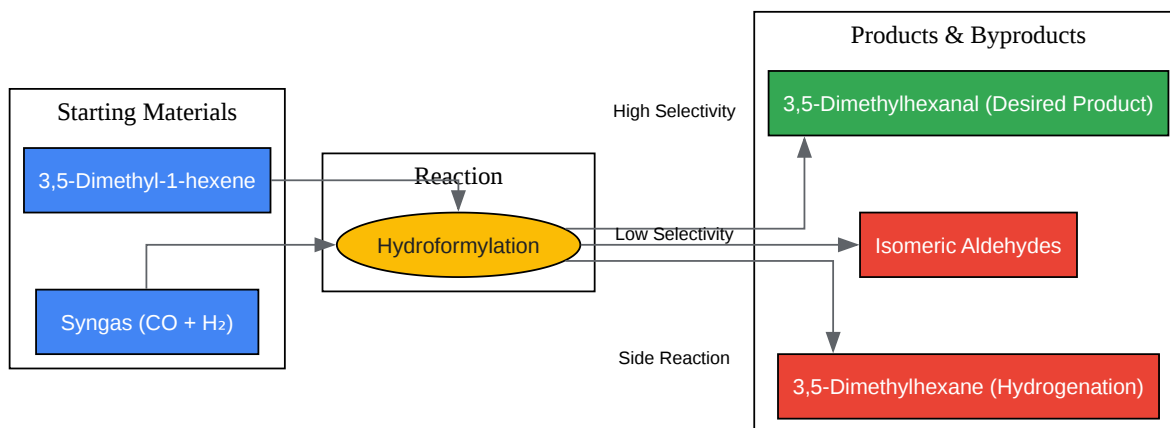 Starting Materials
3,5-Dimethyl-1-hexene
Syngas (CO + H₂)
Reaction
Hydroformylation
High Selectivity
Low Selectivity
Side Reaction
Products & Byproducts
3,5-Dimethylhexanal (Desired Product)
Isomeric Aldehydes
3,5-Dimethylhexane (Hydrogenation)